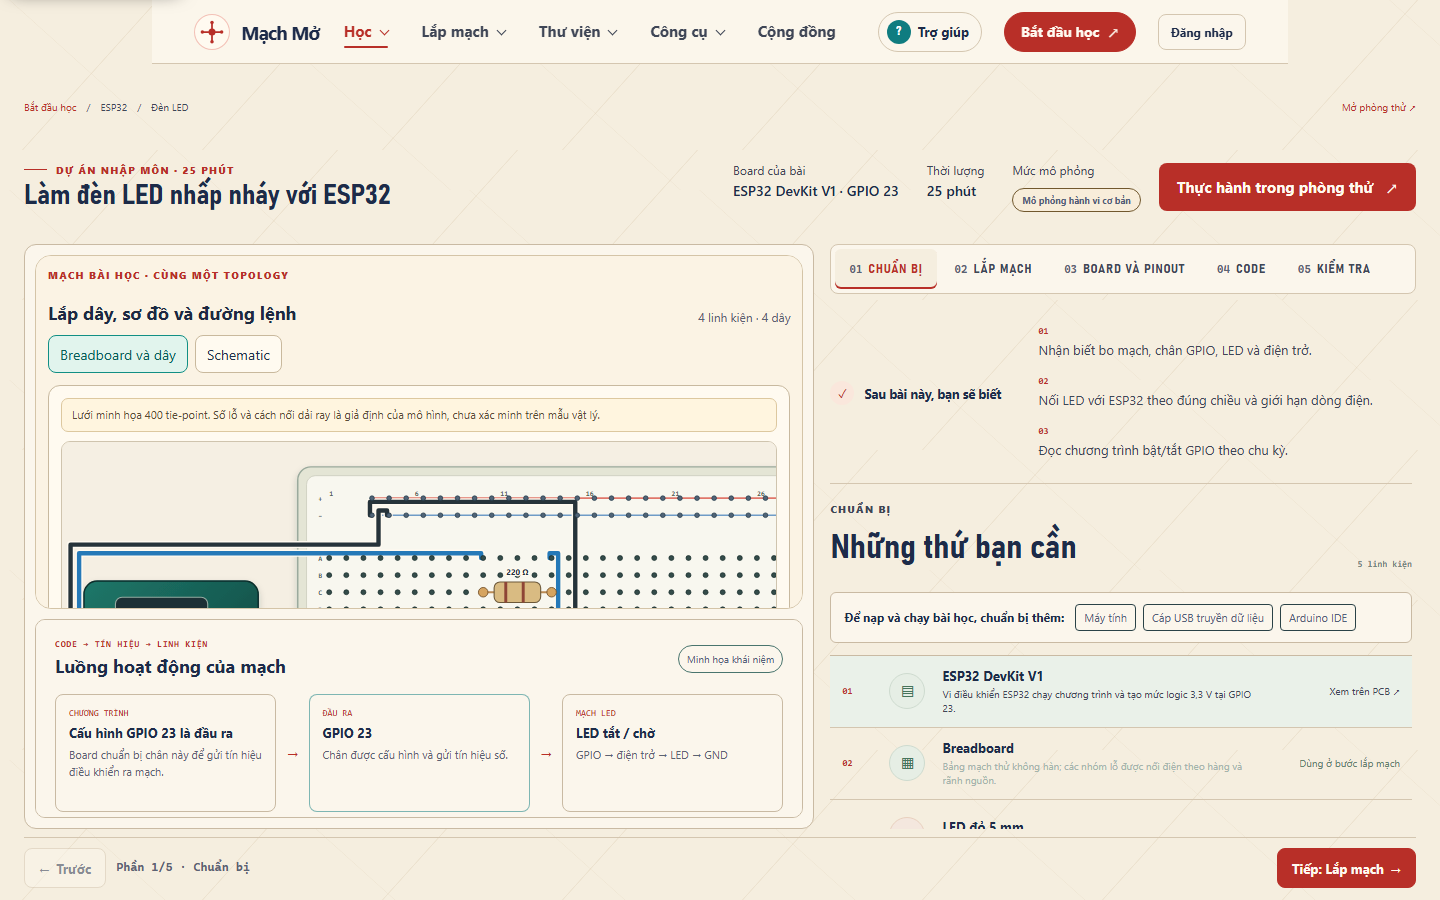 Mạch Mở
Học
Lắp mạch
Thư viện
Công cụ
Cộng đồng
? Trợ giúp
Bắt đầu học ↗
Đăng nhập
Bắt đầu học / ESP32 / Đèn LED
Mở phòng thử ↗
DỰ ÁN NHẬP MÔN · 25 PHÚT
Làm đèn LED nhấp nháy với ESP32
Board của bài
ESP32 DevKit V1 · GPIO 23
Thời lượng
25 phút
Mức mô phỏng
Mô phỏng hành vi cơ bản
Thực hành trong phòng thử ↗
MẠCH BÀI HỌC · CÙNG MỘT TOPOLOGY
Lắp dây, sơ đồ và đường lệnh
4 linh kiện · 4 dây
Breadboard và dây
Schematic
Lưới minh họa 400 tie-point. Số lỗ và cách nối dải ray là giả định của mô hình, chưa xác minh trên mẫu vật lý.
1 6 11 16 21 26
+
−
A
B
C
220 Ω
CODE → TÍN HIỆU → LINH KIỆN
Luồng hoạt động của mạch
Minh họa khái niệm
CHƯƠNG TRÌNH
Cấu hình GPIO 23 là đầu ra
Board chuẩn bị chân này để gửi tín hiệu
điều khiển ra mạch.
→
ĐẦU RA
GPIO 23
Chân được cấu hình và gửi tín hiệu số.
→
MẠCH LED
LED tắt / chờ
GPIO → điện trở → LED → GND
01 CHUẨN BỊ
02 LẮP MẠCH
03 BOARD VÀ PINOUT
04 CODE
05 KIỂM TRA
✓ Sau bài này, bạn sẽ biết
01
Nhận biết bo mạch, chân GPIO, LED và điện trở.
02
Nối LED với ESP32 theo đúng chiều và giới hạn dòng điện.
03
Đọc chương trình bật/tắt GPIO theo chu kỳ.
CHUẨN BỊ
Những thứ bạn cần
5 linh kiện
Để nạp và chạy bài học, chuẩn bị thêm:
Máy tính
Cáp USB truyền dữ liệu
Arduino IDE
01
ESP32 DevKit V1
Vi điều khiển ESP32 chạy chương trình và tạo mức logic 3,3 V tại GPIO
23.
Xem trên PCB ↗
02
Breadboard
Bảng mạch thử không hàn; các nhóm lỗ được nối điện theo hàng và
rãnh nguồn.
Dùng ở bước lắp mạch
LED đỏ 5 mm
← Trước
Phần 1/5 · Chuẩn bị
Tiếp: Lắp mạch →